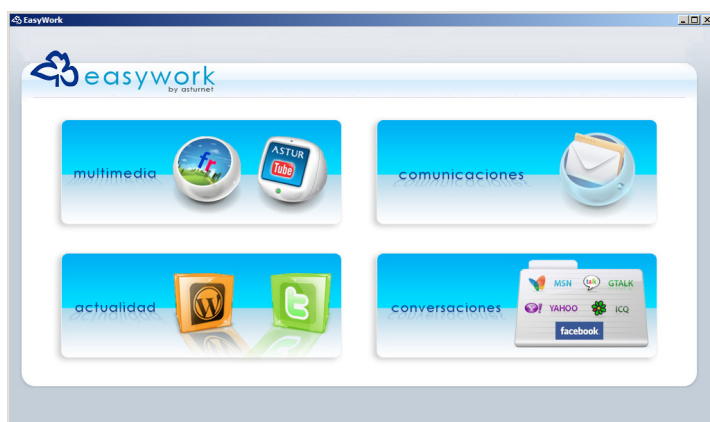 EasyWork
easywork
by asturnet
multimedia
fr
ASTUR
Tube
comunicaciones
actualidad
W
t
conversaciones
MSN
talk
GTALK
Y!
YAHOO
ICQ
facebook